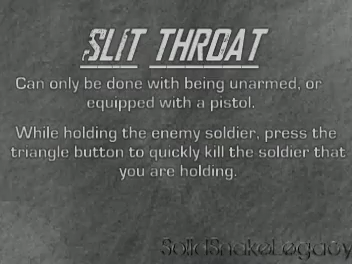 SLIT THROAT
Can only be done with being unarmed, or
equipped with a pistol.
While holding the enemy soldier, press the
triangle button to quickly kill the soldier that
you are holding.
SolidSnakeLegacy